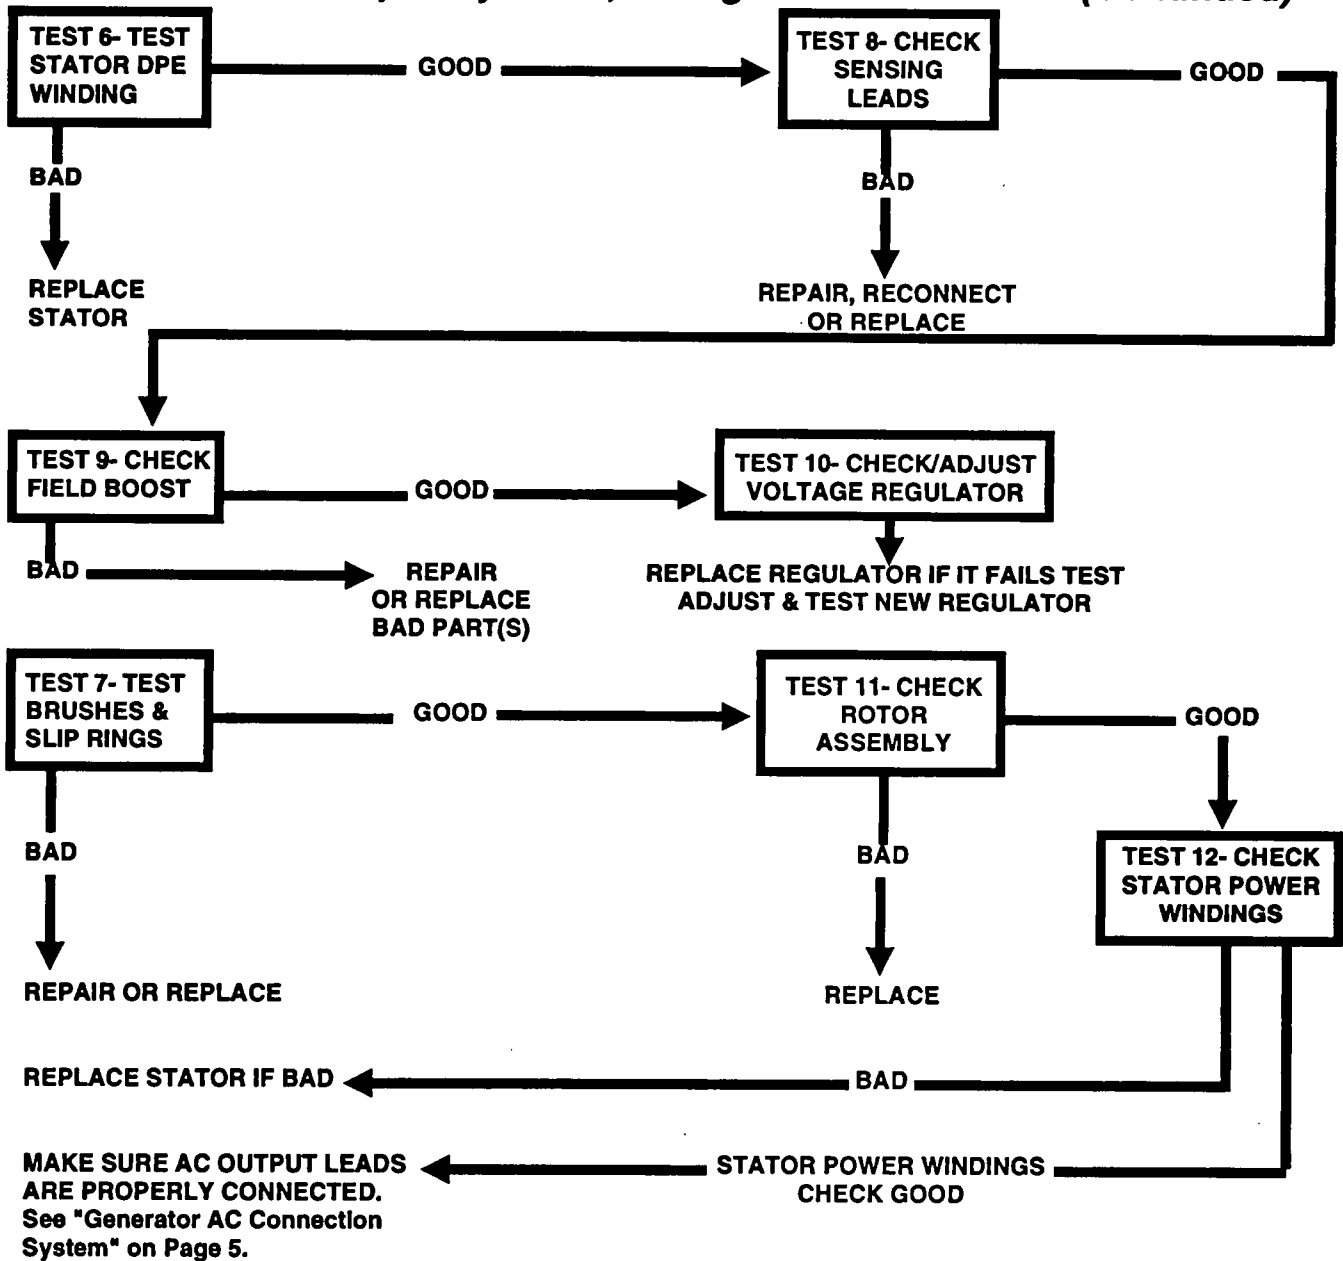 (Continued)
TEST 6- TEST
STATOR DPE
WINDING
GOOD
TEST 8- CHECK
SENSING
LEADS
GOOD
BAD
BAD
REPLACE
STATOR
REPAIR, RECONNECT
OR REPLACE
TEST 9- CHECK
FIELD BOOST
GOOD
TEST 10- CHECK/ADJUST
VOLTAGE REGULATOR
BAD
REPAIR
OR REPLACE
BAD PART(S)
REPLACE REGULATOR IF IT FAILS TEST
ADJUST & TEST NEW REGULATOR
TEST 7- TEST
BRUSHES &
SLIP RINGS
GOOD
TEST 11- CHECK
ROTOR
ASSEMBLY
GOOD
BAD
BAD
TEST 12- CHECK
STATOR POWER
WINDINGS
REPAIR OR REPLACE
REPLACE
REPLACE STATOR IF BAD
BAD
MAKE SURE AC OUTPUT LEADS
ARE PROPERLY CONNECTED.
See "Generator AC Connection
System" on Page 5.
STATOR POWER WINDINGS
CHECK GOOD